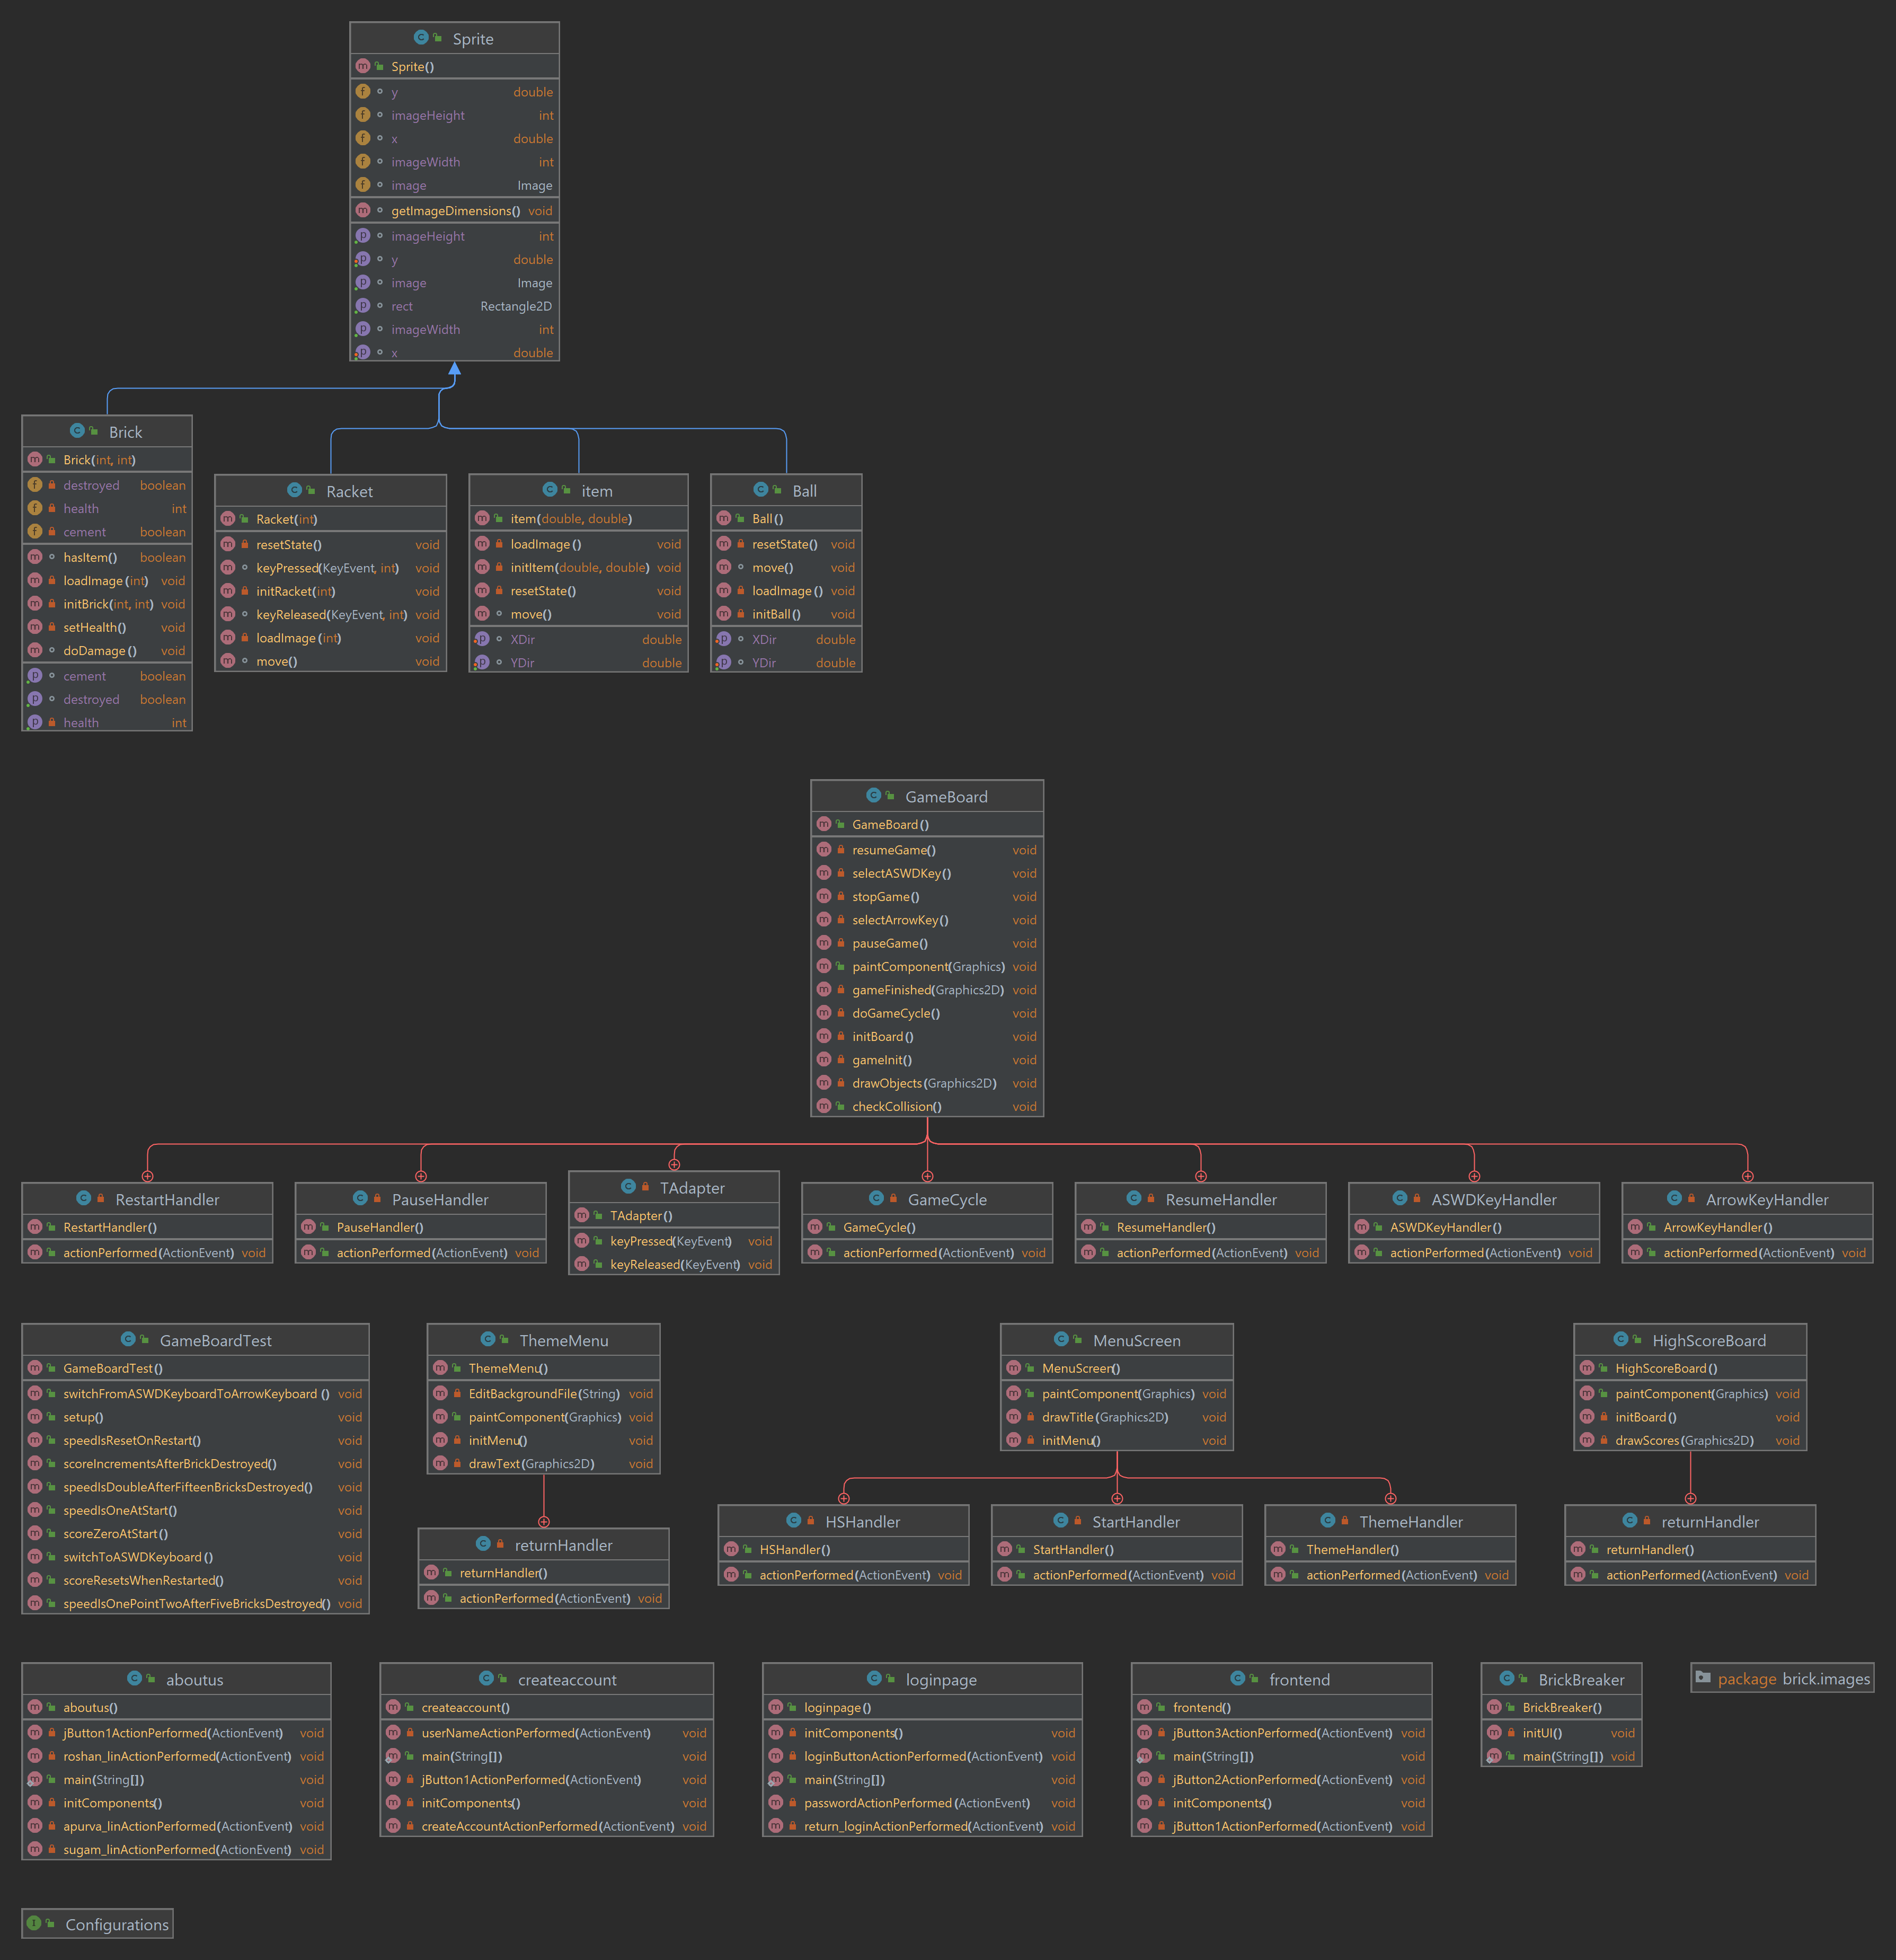 Sprite
Sprite()
y double
imageHeight int
x double
imageWidth int
image Image
getImageDimensions() void
imageHeight int
y double
image Image
rect Rectangle2D
imageWidth int
x double
Brick
Brick(int, int)
destroyed boolean
health int
cement boolean
hasItem() boolean
loadImage(int) void
initBrick(int, int) void
setHealth() void
doDamage() void
cement boolean
destroyed boolean
health int
Racket
Racket(int)
resetState() void
keyPressed(KeyEvent, int) void
initRacket(int) void
keyReleased(KeyEvent, int) void
loadImage(int) void
move() void
item
item(double, double)
loadImage() void
initItem(double, double) void
resetState() void
move() void
XDir double
YDir double
Ball
Ball()
resetState() void
move() void
loadImage() void
initBall() void
XDir double
YDir double
GameBoard
GameBoard()
resumeGame() void
selectASWDKey() void
stopGame() void
selectArrowKey() void
pauseGame() void
paintComponent(Graphics) void
gameFinished(Graphics2D) void
doGameCycle() void
initBoard() void
gameInit() void
drawObjects(Graphics2D) void
checkCollision() void
RestartHandler
RestartHandler()
actionPerformed(ActionEvent) void
PauseHandler
PauseHandler()
actionPerformed(ActionEvent) void
TAdapter
TAdapter()
keyPressed(KeyEvent) void
keyReleased(KeyEvent) void
GameCycle
GameCycle()
actionPerformed(ActionEvent) void
ResumeHandler
ResumeHandler()
actionPerformed(ActionEvent) void
ASWDKeyHandler
ASWDKeyHandler()
actionPerformed(ActionEvent) void
ArrowKeyHandler
ArrowKeyHandler()
actionPerformed(ActionEvent) void
GameBoardTest
GameBoardTest()
switchFromASWDKeyboardToArrowKeyboard() void
setup() void
speedIsResetOnRestart() void
scoreIncrementsAfterBrickDestroyed() void
speedIsDoubleAfterFifteenBricksDestroyed() void
speedIsOneAtStart() void
scoreZeroAtStart() void
switchToASWDKeyboard() void
scoreResetsWhenRestarted() void
speedIsOnePointTwoAfterFiveBricksDestroyed() void
ThemeMenu
ThemeMenu()
EditBackgroundFile(String) void
paintComponent(Graphics) void
initMenu() void
drawText(Graphics2D) void
returnHandler
returnHandler()
actionPerformed(ActionEvent) void
MenuScreen
MenuScreen()
paintComponent(Graphics) void
drawTitle(Graphics2D) void
initMenu() void
HSHandler
HSHandler()
actionPerformed(ActionEvent) void
StartHandler
StartHandler()
actionPerformed(ActionEvent) void
ThemeHandler
ThemeHandler()
actionPerformed(ActionEvent) void
HighScoreBoard
HighScoreBoard()
paintComponent(Graphics) void
initBoard() void
drawScores(Graphics2D) void
returnHandler
returnHandler()
actionPerformed(ActionEvent) void
aboutus
aboutus()
jButton1ActionPerformed(ActionEvent) void
roshan_linActionPerformed(ActionEvent) void
main(String[]) void
initComponents() void
apurva_linActionPerformed(ActionEvent) void
sugam_linActionPerformed(ActionEvent) void
createaccount
createaccount()
userNameActionPerformed(ActionEvent) void
main(String[]) void
jButton1ActionPerformed(ActionEvent) void
initComponents() void
createAccountActionPerformed(ActionEvent) void
loginpage
loginpage()
initComponents() void
loginButtonActionPerformed(ActionEvent) void
main(String[]) void
passwordActionPerformed(ActionEvent) void
return_loginActionPerformed(ActionEvent) void
frontend
frontend()
jButton3ActionPerformed(ActionEvent) void
main(String[]) void
jButton2ActionPerformed(ActionEvent) void
initComponents() void
jButton1ActionPerformed(ActionEvent) void
BrickBreaker
BrickBreaker()
initUI() void
main(String[]) void
package brick.images
Configurations